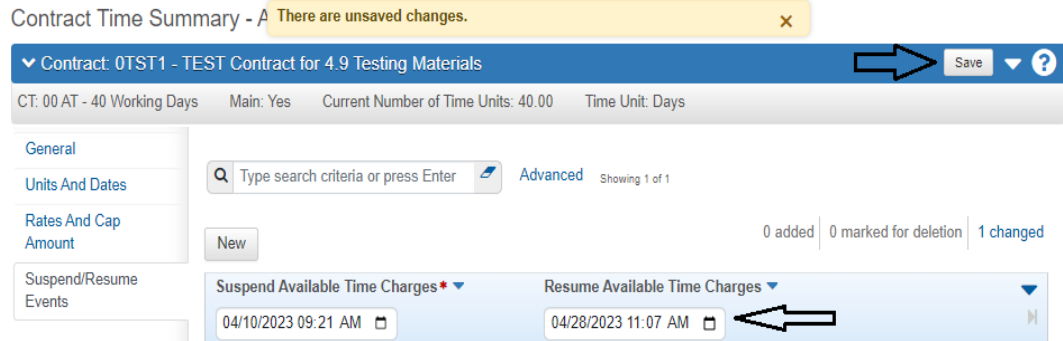 Contract Time Summary - A
There are unsaved changes.
Contract: 0TST1 - TEST Contract for 4.9 Testing Materials
Save
CT: 00 AT - 40 Working Days Main: Yes Current Number of Time Units: 40.00 Time Unit: Days
General
Units And Dates
Rates And Cap
Amount
Suspend/Resume
Events
Type search criteria or press Enter Advanced Showing 1 of 1
New
0 added 0 marked for deletion 1 changed
Suspend Available Time Charges* Resume Available Time Charges
04/10/2023 09:21 AM 04/28/2023 11:07 AM